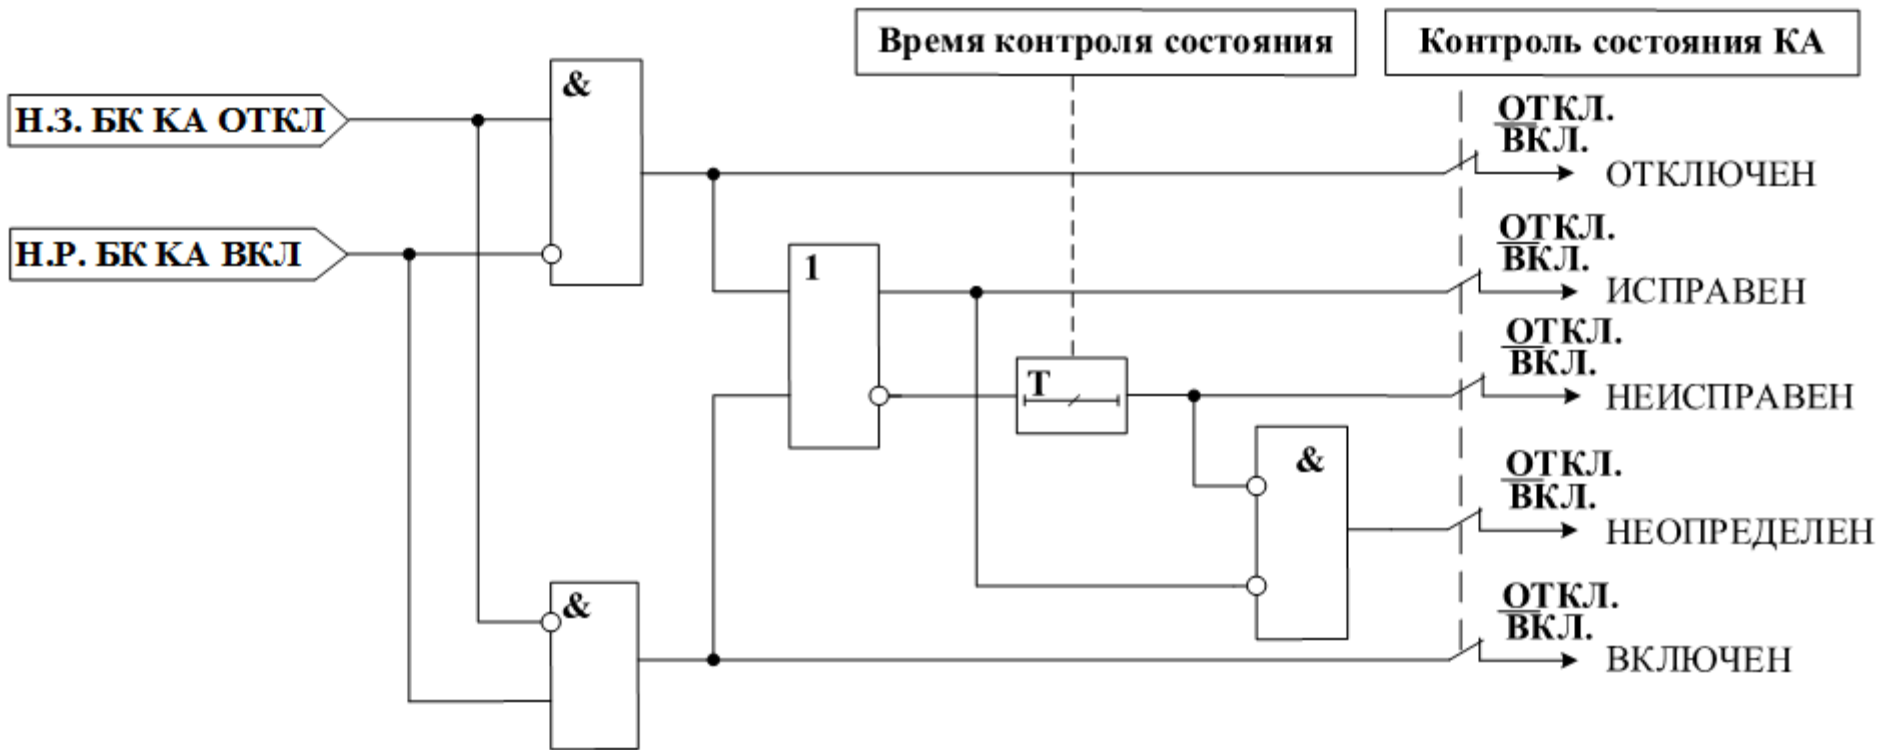 Время контроля состояния
Контроль состояния КА
&
Н.З. БК КА ОТКЛ
ОТКЛ.
ВКЛ.
ОТКЛЮЧЕН
Н.Р. БК КА ВКЛ
ОТКЛ.
ВКЛ.
ИСПРАВЕН
1
ОТКЛ.
ВКЛ.
НЕИСПРАВЕН
T
&
ОТКЛ.
ВКЛ.
НЕОПРЕДЕЛЕН
&
ОТКЛ.
ВКЛ.
ВКЛЮЧЕН